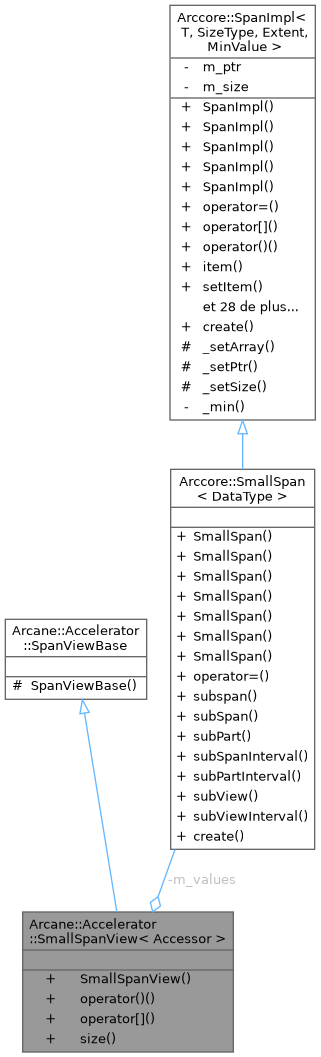 Arccore::SpanImpl<
T, SizeType, Extent,
MinValue >
- m_ptr
- m_size
+ SpanImpl()
+ SpanImpl()
+ SpanImpl()
+ SpanImpl()
+ SpanImpl()
+ operator=()
+ operator[]()
+ operator()()
+ item()
+ setItem()
et 28 de plus...
+ create()
# _setArray()
# _setPtr()
# _setSize()
- _min()
Arccore::SmallSpan
< DataType >
+ SmallSpan()
+ SmallSpan()
+ SmallSpan()
+ SmallSpan()
+ SmallSpan()
+ SmallSpan()
+ SmallSpan()
+ operator=()
+ subspan()
+ subSpan()
+ subPart()
+ subSpanInterval()
+ subPartInterval()
+ subView()
+ subViewInterval()
+ create()
Arcane::Accelerator
::SpanViewBase
# SpanViewBase()
-m_values
Arcane::Accelerator
::SmallSpanView< Accessor >
+ SmallSpanView()
+ operator()()
+ operator[]()
+ size()